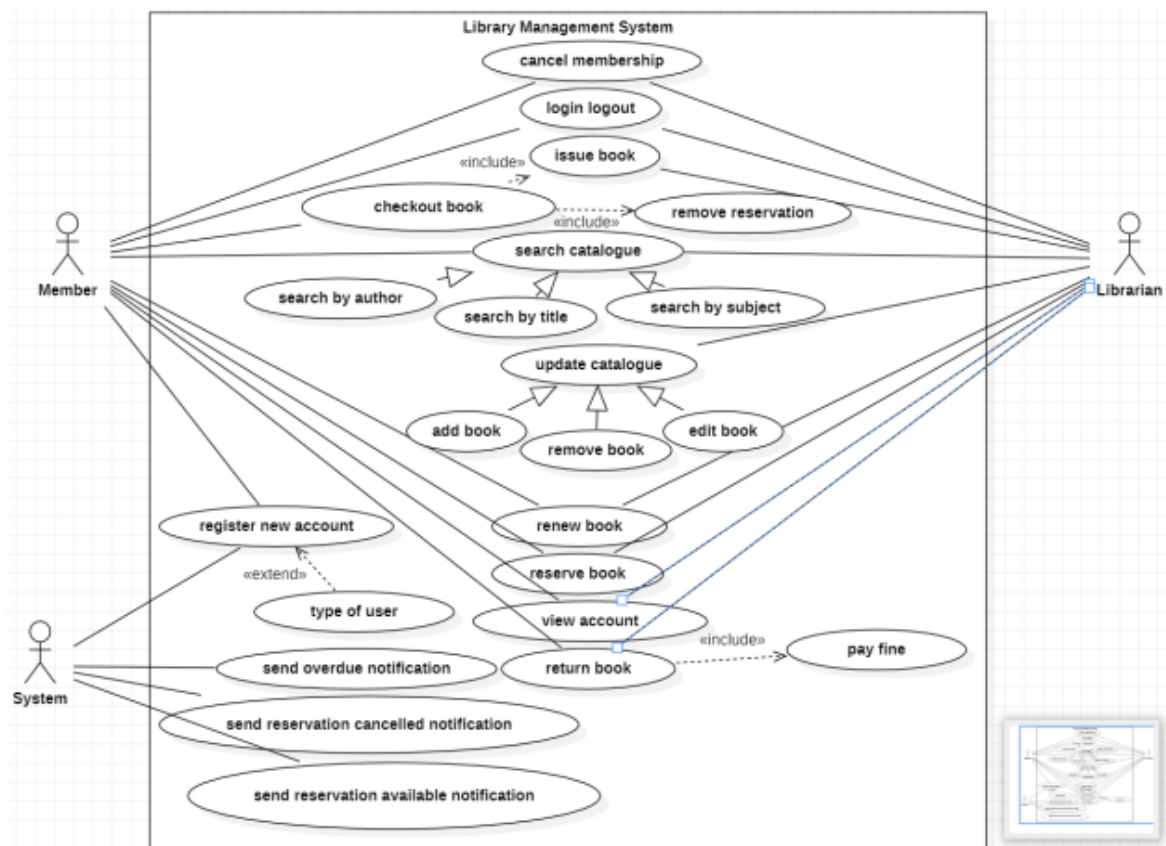 Library Management System
cancel membership
login logout
issue book
«include»
checkout book
remove reservation
«include»
search catalogue
Member
Librarian
search by author
search by title
search by subject
update catalogue
add book
remove book
edit book
register new account
renew book
«extend»
reserve book
type of user
view account
«include»
pay fine
send overdue notification
return book
System
send reservation cancelled notification
send reservation available notification